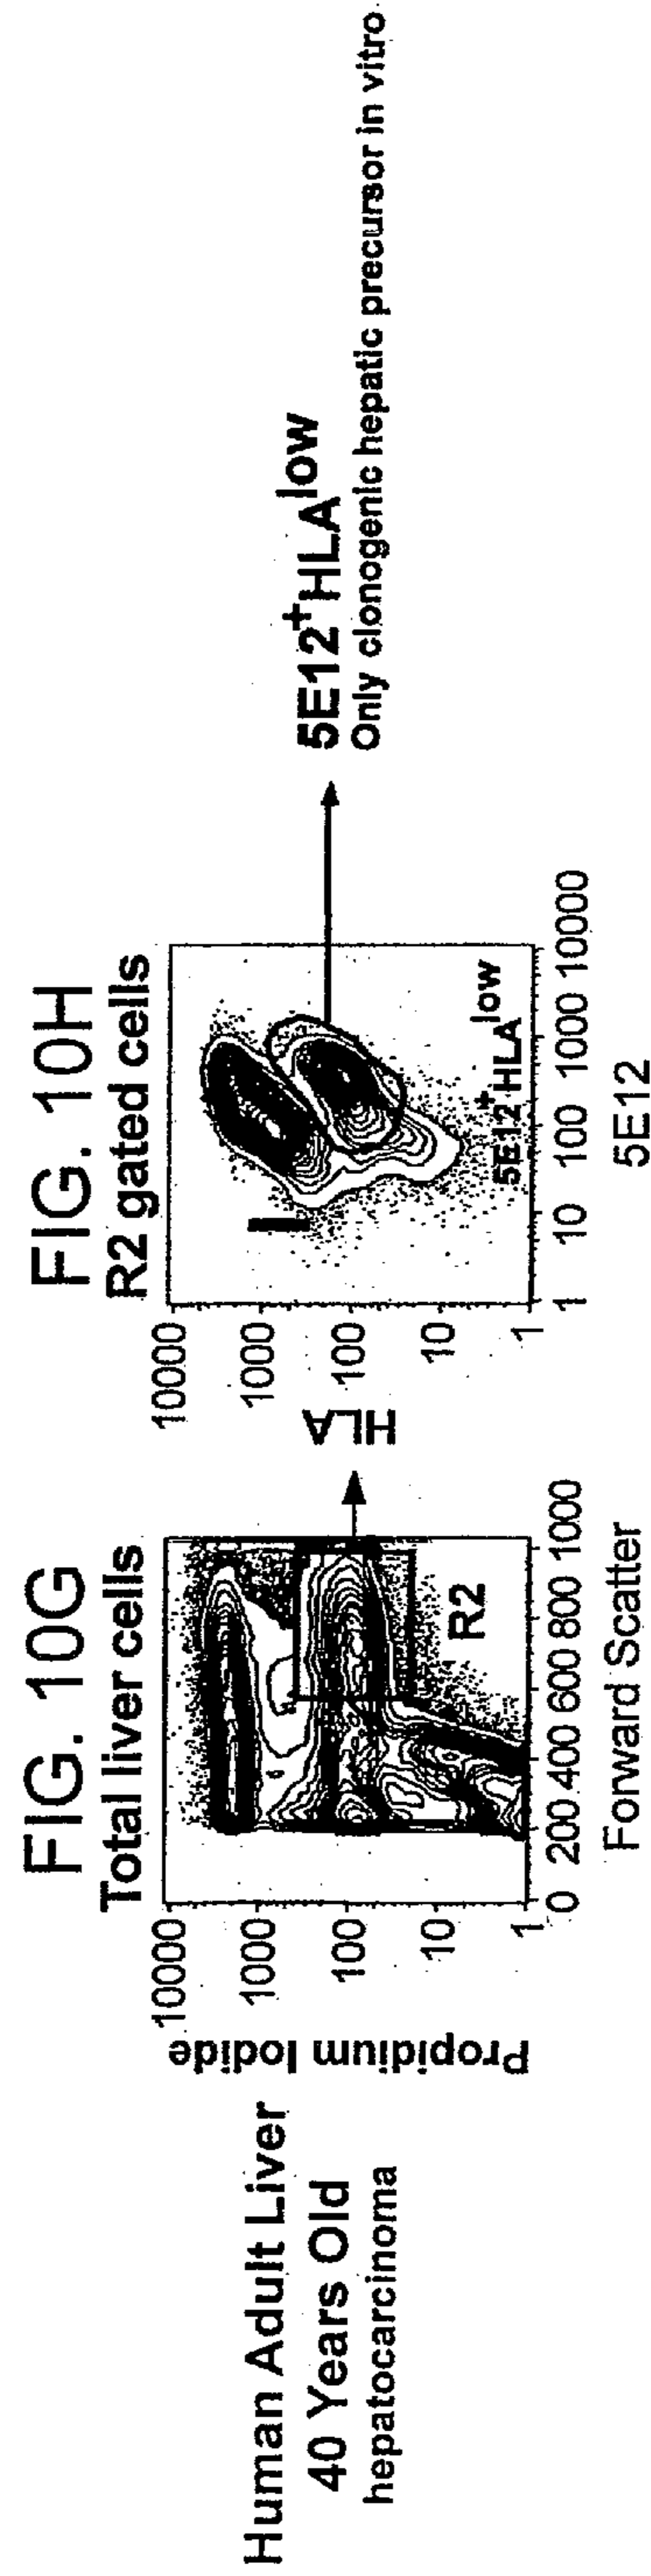 Human Adult Liver
40 Years Old
hepatocarcinoma
FIG. 10G
Total liver cells
Propidium Iodide
10000
1000
100
10
1
R2
0 200 400 600 800 1000
Forward Scatter
FIG. 10H
R2 gated cells
HLA
10000
1000
100
10
1
5E12+HLAlow
1 10 100 1000 10000
5E12
5E12+HLAlow
Only clonogenic hepatic precursor in vitro